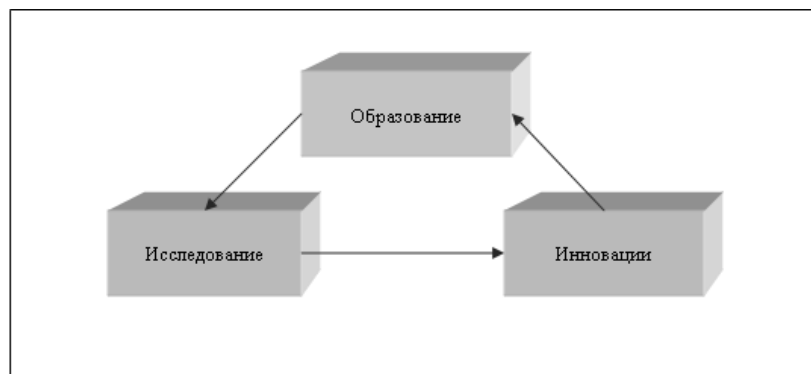 Образование
Исследование
Инновации